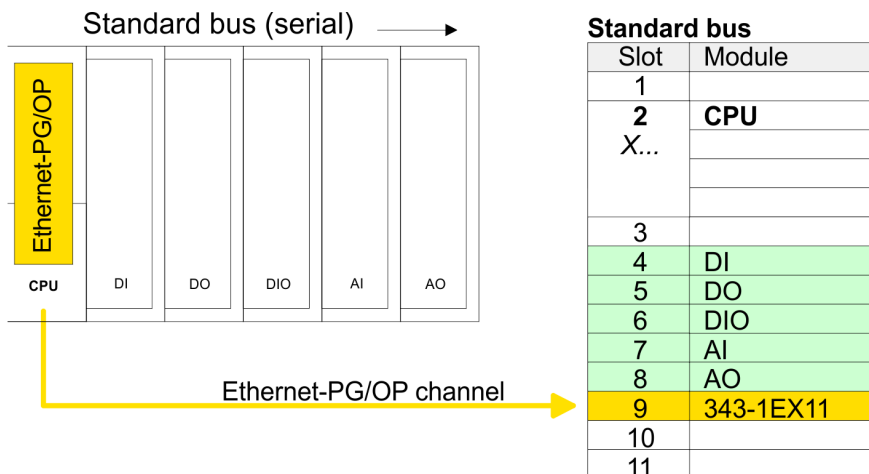 Standard bus (serial)
Ethernet-PG/OP
CPU
DI
DO
DIO
AI
AO
Ethernet-PG/OP channel
Standard bus
Slot Module
1
2 CPU
X...
3
4 DI
5 DO
6 DIO
7 AI
8 AO
9 343-1EX11
10
11